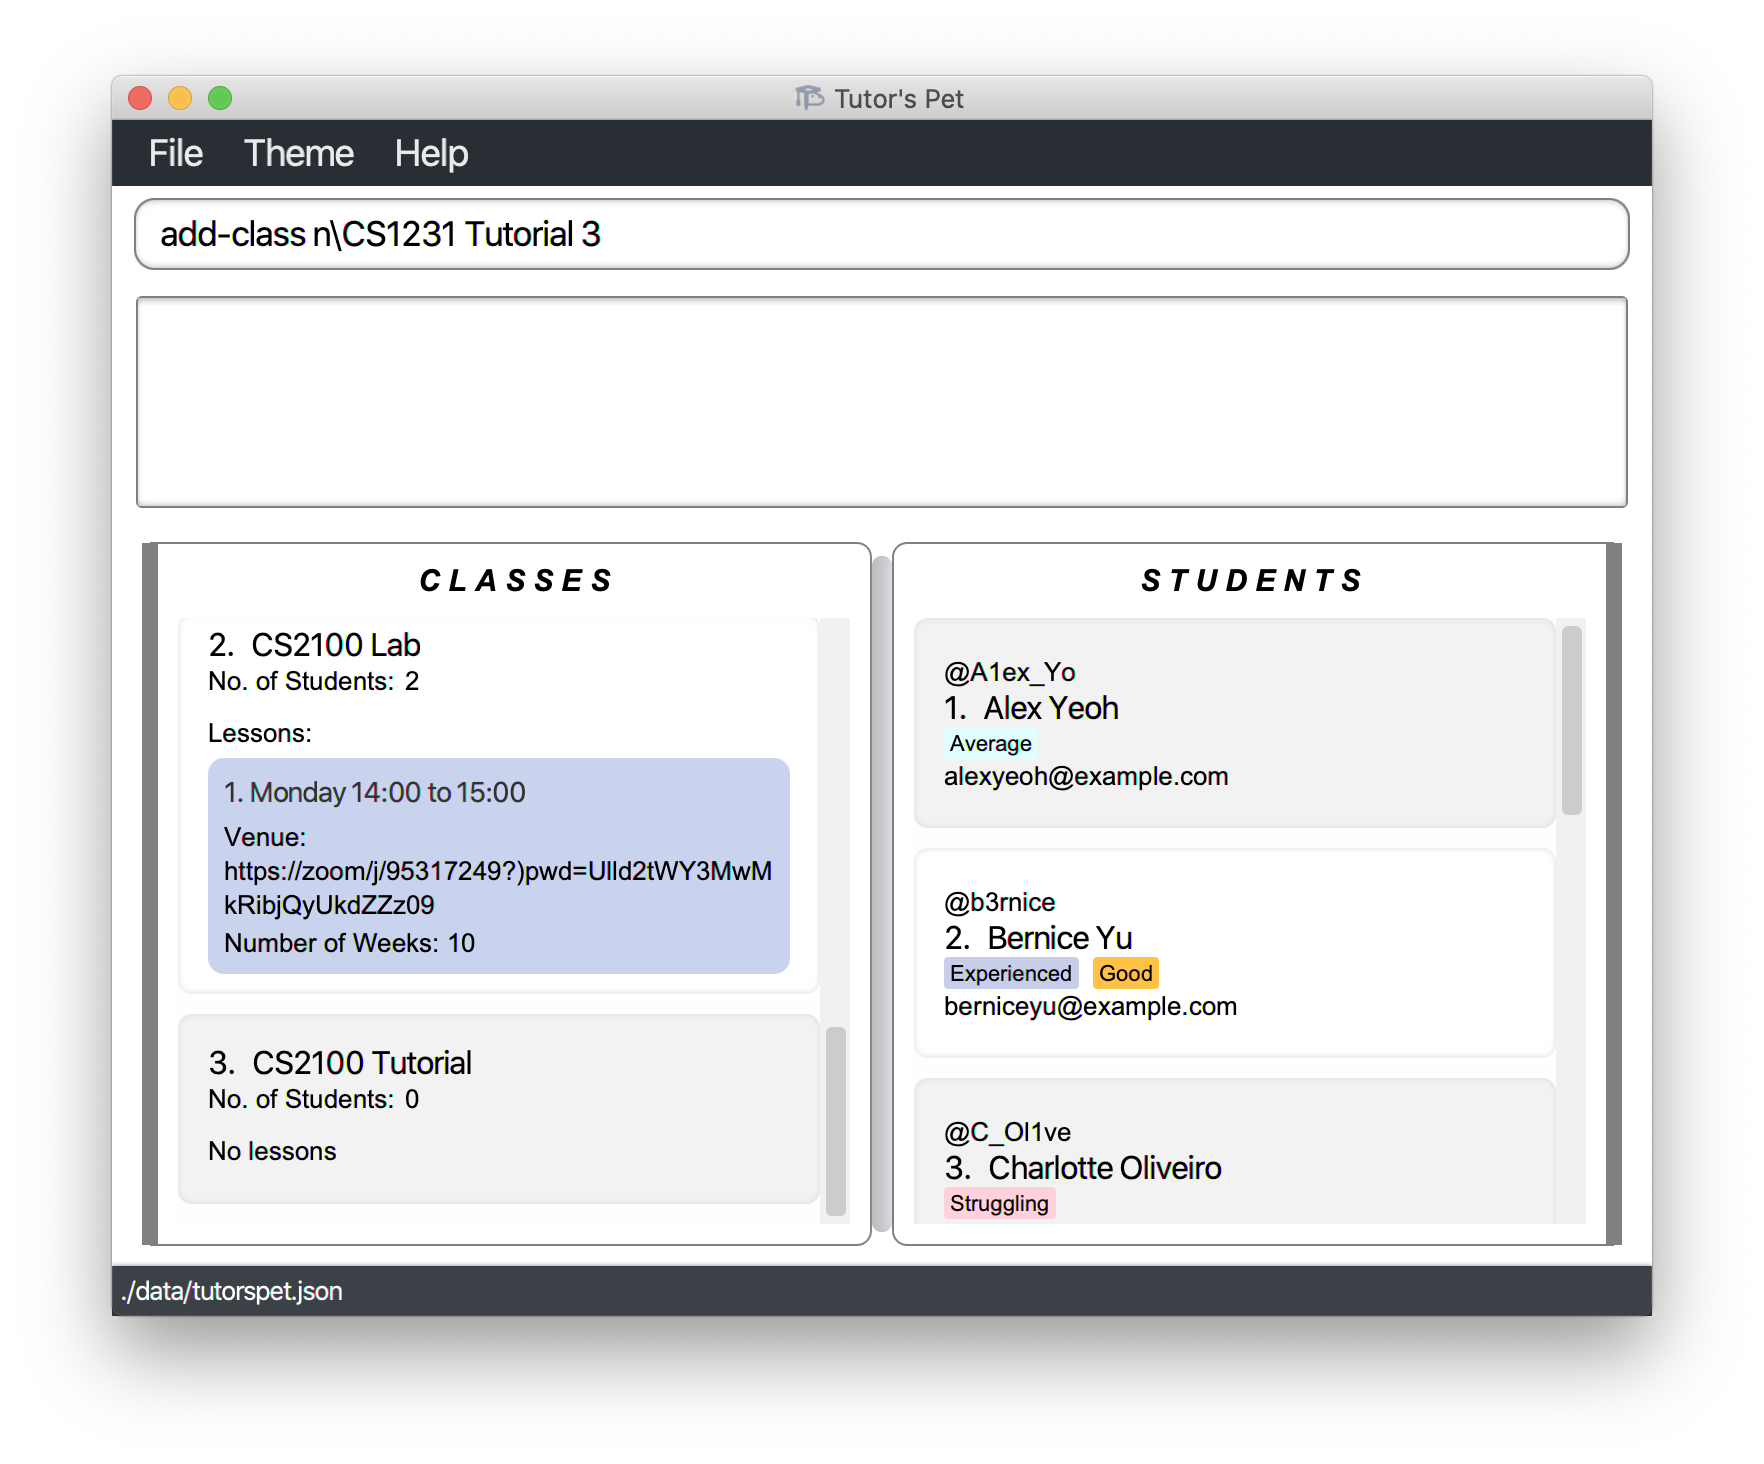 Tutor's Pet
File Theme Help
add-class n\CS1231 Tutorial 3
CLASSES
2. CS2100 Lab
No. of Students: 2
Lessons:
1. Monday 14:00 to 15:00
Venue:
https://zoom/j/95317249?)pwd=Ulld2tWY3MwM
kRibjQyUkdZZz09
Number of Weeks: 10
3. CS2100 Tutorial
No. of Students: 0
No lessons
STUDENTS
@A1ex_Yo
1. Alex Yeoh
Average
alexyeoh@example.com
@b3rnice
2. Bernice Yu
Experienced Good
berniceyu@example.com
@C_Ol1ve
3. Charlotte Oliveiro
Struggling
./data/tutorspet.json